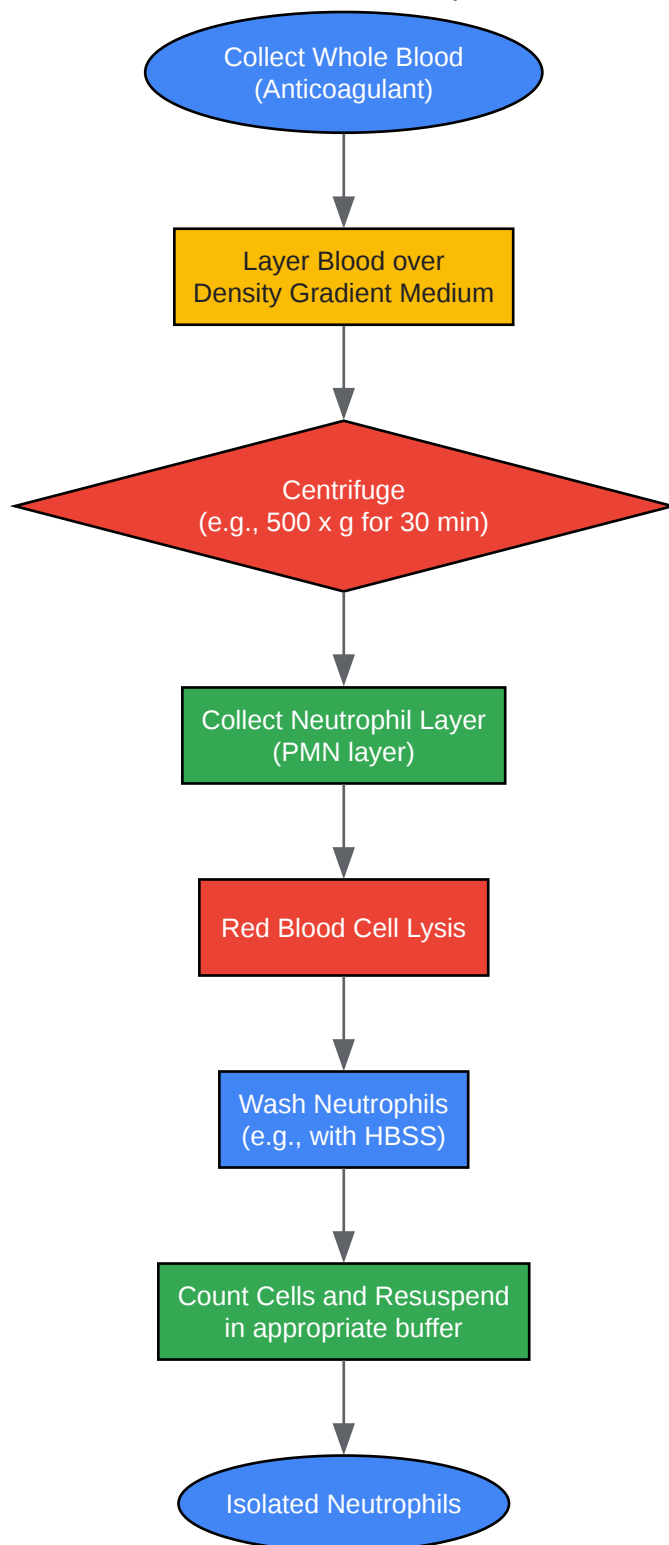 Collect Whole Blood
(Anticoagulant)
Layer Blood over
Density Gradient Medium
Centrifuge
(e.g., 500 x g for 30 min)
Collect Neutrophil Layer
(PMN layer)
Red Blood Cell Lysis
Wash Neutrophils
(e.g., with HBSS)
Count Cells and Resuspend
in appropriate buffer
Isolated Neutrophils